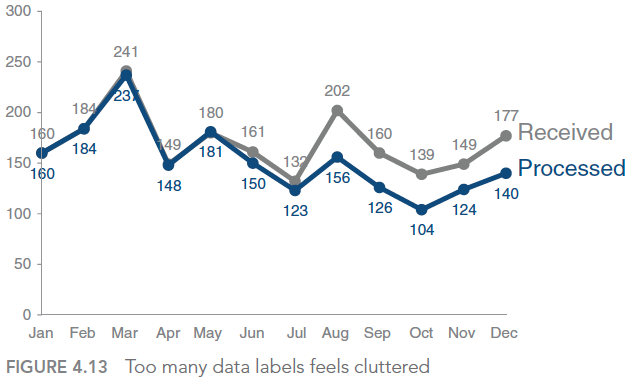 300
250
200
150
100
50
0
160 184 241 149 180 161 132 202 160 139 149 177
Received
160 184 237 148 181 150 123 156 126 104 124 140
Processed
Jan Feb Mar Apr May Jun Jul Aug Sep Oct Nov Dec
FIGURE 4.13 Too many data labels feels cluttered